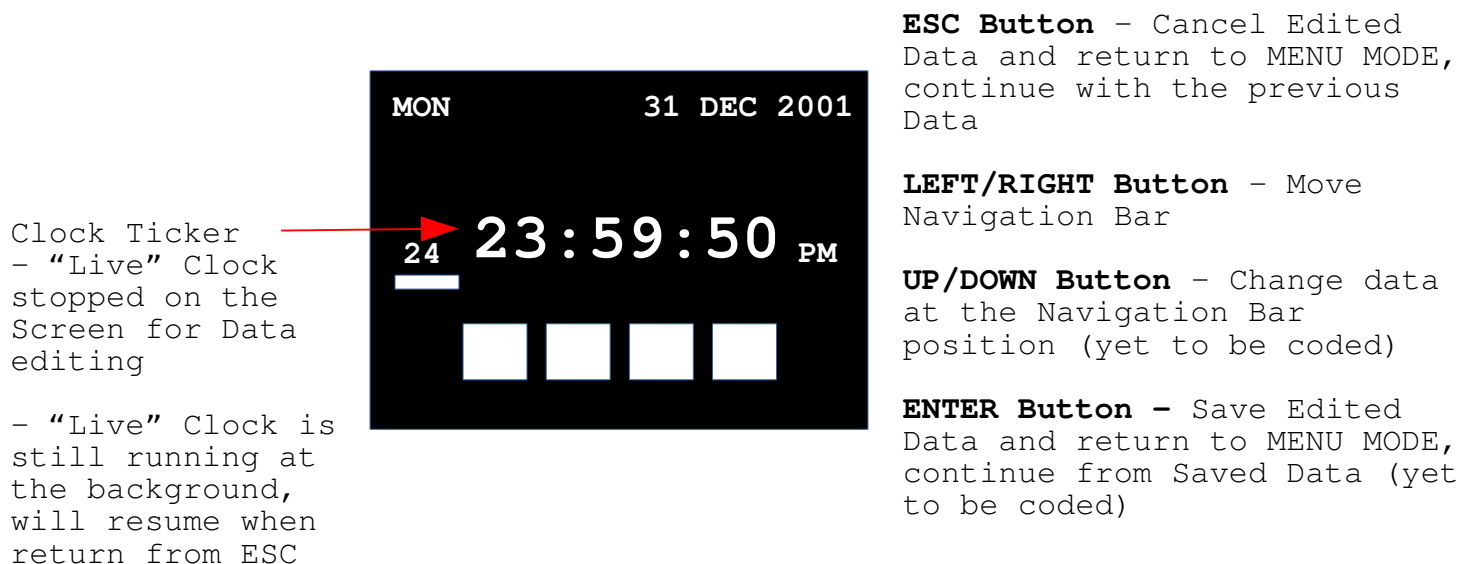 ESC Button – Cancel Edited
Data and return to MENU MODE,
continue with the previous
Data
LEFT/RIGHT Button – Move
Navigation Bar
UP/DOWN Button – Change data
at the Navigation Bar
position (yet to be coded)
ENTER Button – Save Edited
Data and return to MENU MODE,
continue from Saved Data (yet
to be coded)
MON 31 DEC 2001
24 23:59:50 PM
Clock Ticker
– “Live” Clock
stopped on the
Screen for Data
editing
– “Live” Clock is
still running at
the background,
will resume when
return from ESC